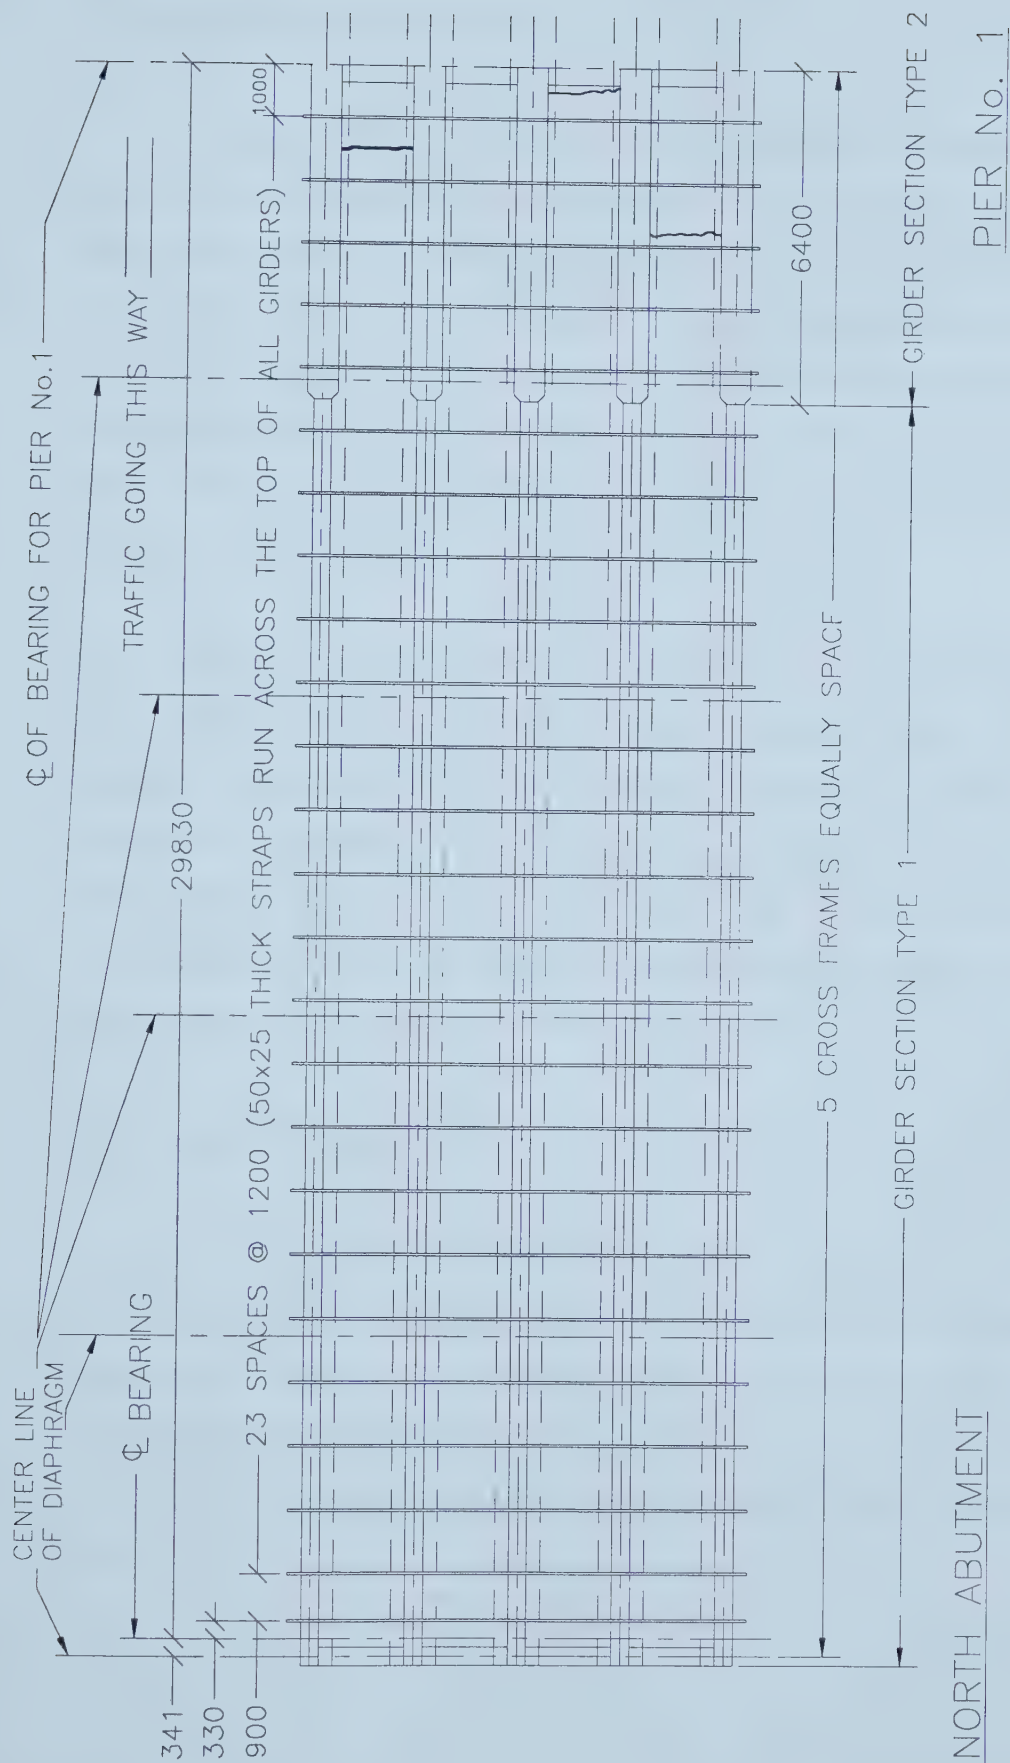 CENTER LINE
OF DIAPHRAGM
℄ OF BEARING FOR PIER No.1
℄ BEARING
TRAFFIC GOING THIS WAY
341
29830
330
900
23 SPACES @ 1200 (50x25 THICK STRAPS RUN ACROSS THE TOP OF ALL GIRDERS)
1000
6400
5 CROSS FRAMES EQUALLY SPACE
GIRDER SECTION TYPE 1
GIRDER SECTION TYPE 2
NORTH ABUTMENT
PIER No. 1